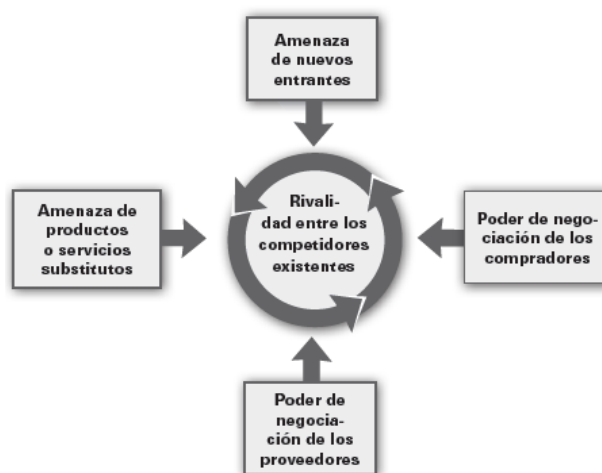 Amenaza
de nuevos
entrantes
Amenaza de
productos
o servicios
substitutos
Rivali-
dad entre los
competidores
existentes
Poder de nego-
ciación de los
compradores
Poder de
negocia-
ción de los
proveedores